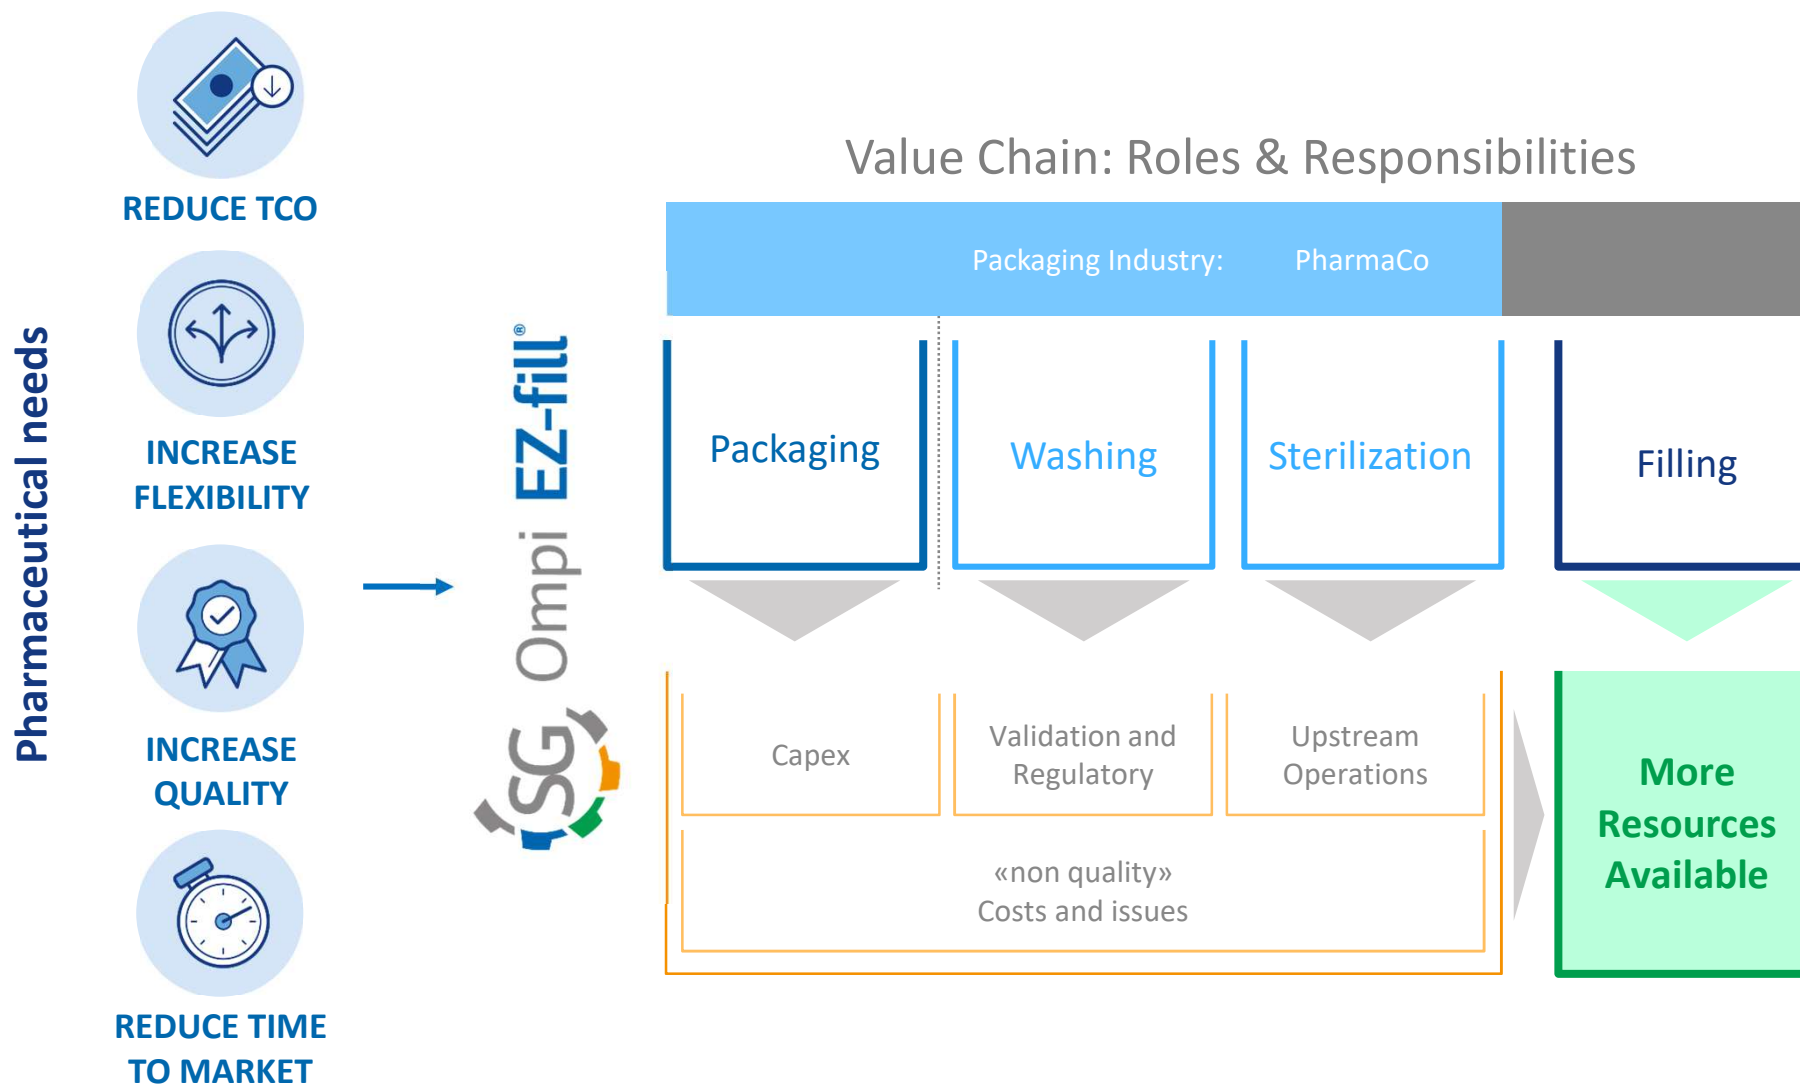 Pharmaceutical needs
REDUCE TCO
INCREASE
FLEXIBILITY
INCREASE
QUALITY
REDUCE TIME
TO MARKET
SG Ompi EZ-fill®
Value Chain: Roles & Responsibilities
Packaging Industry: PharmaCo
Packaging
Washing
Sterilization
Filling
Capex
Validation and
Regulatory
Upstream
Operations
«non quality»
Costs and issues
More
Resources
Available